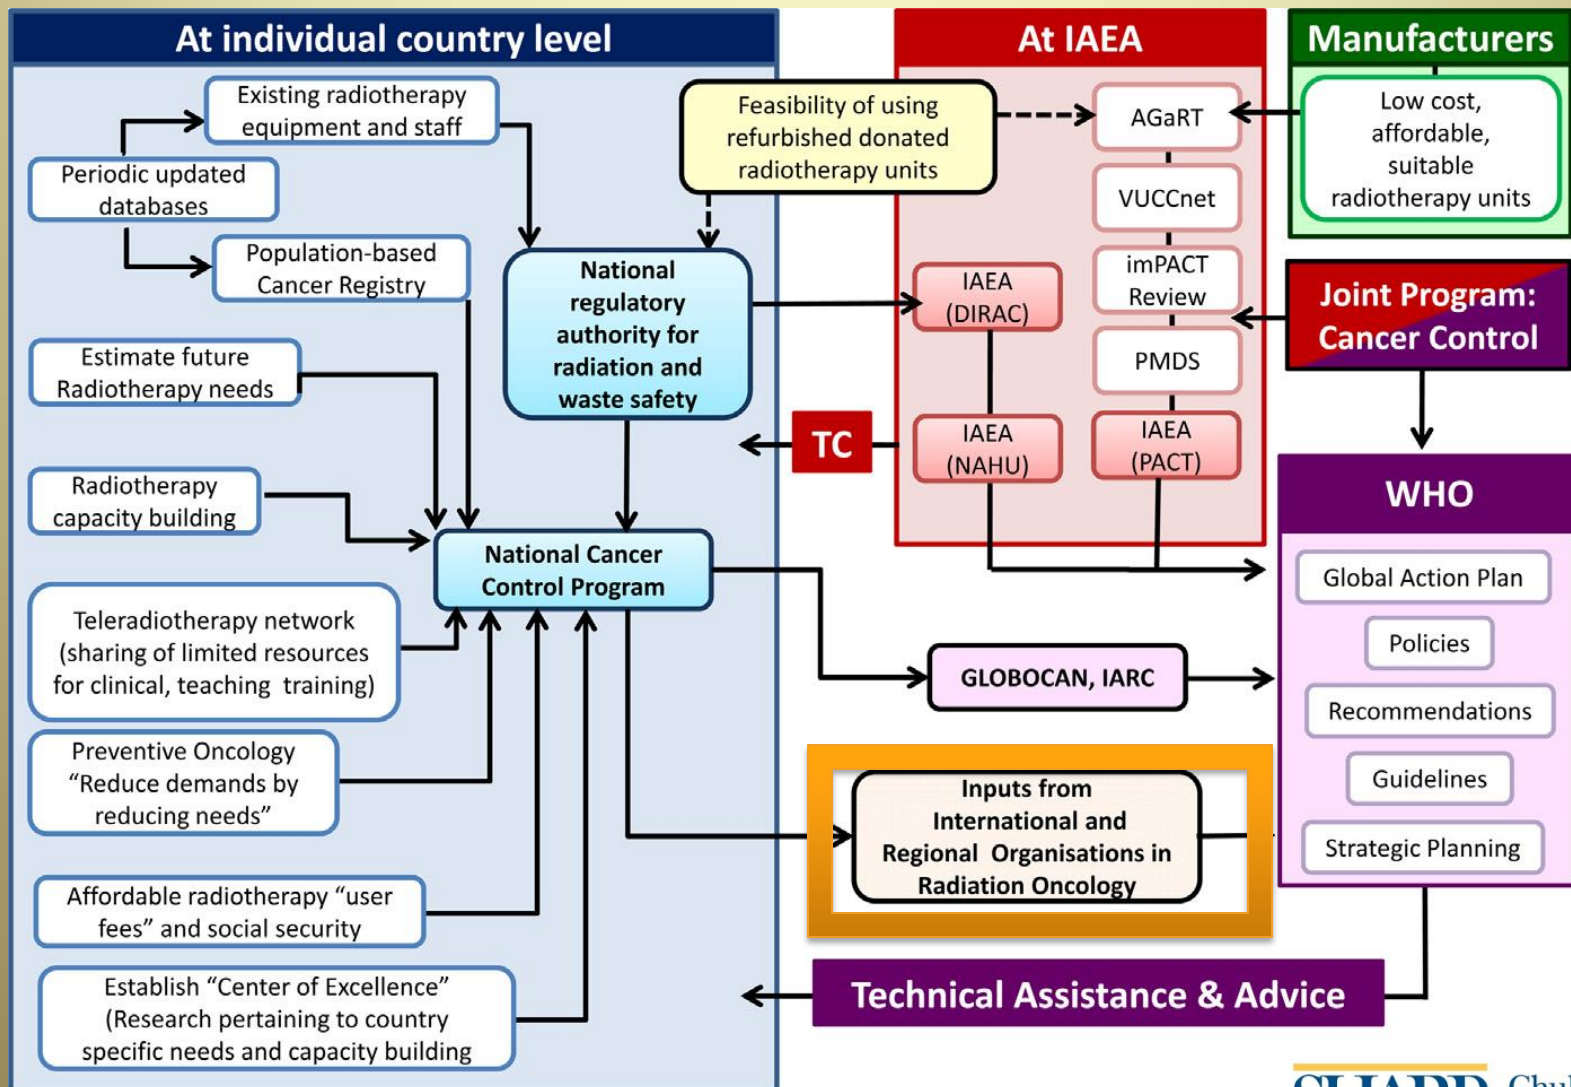 At individual country level
Existing radiotherapy
equipment and staff
Periodic updated
databases
Population-based
Cancer Registry
Estimate future
Radiotherapy needs
Radiotherapy
capacity building
Teleradiotherapy network
(sharing of limited resources
for clinical, teaching training)
Preventive Oncology
“Reduce demands by
reducing needs”
Affordable radiotherapy “user
fees” and social security
Establish “Center of Excellence”
(Research pertaining to country
specific needs and capacity building
National
regulatory
authority for
radiation and
waste safety
National Cancer
Control Program
Feasibility of using
refurbished donated
radiotherapy units
At IAEA
AGaRT
VUCCnet
imPACT
Review
PMDS
IAEA
(PACT)
IAEA
(DIRAC)
IAEA
(NAHU)
TC
Manufacturers
Low cost,
affordable,
suitable
radiotherapy units
Joint Program:
Cancer Control
WHO
Global Action Plan
Policies
Recommendations
Guidelines
Strategic Planning
GLOBOCAN, IARC
Inputs from
International and
Regional Organisations in
Radiation Oncology
Technical Assistance & Advice